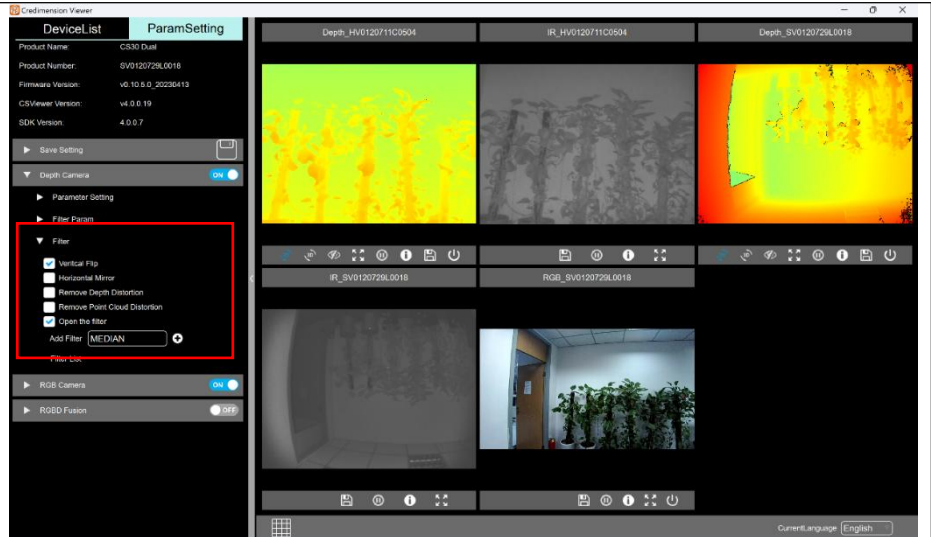 Credimension Viewer
DeviceList ParamSetting
Product Name: CS30 Dual
Product Number: SV0120729L0018
Firmware Version: v0.10.5.0_20230413
CSViewer Version: v4.0.0.19
SDK Version: 4.0.0.7
Save Setting
Depth Camera ON
Parameter Setting
Filter Param
Filter
Vertical Flip
Horizontal Mirror
Remove Depth Distortion
Remove Point Cloud Distortion
Open the filter
Add Filter MEDIAN
Filter List
RGB Camera ON
RGBD Fusion OFF
Depth_HV0120711C0504
IR_HV0120711C0504
Depth_SV0120729L0018
IR_SV0120729L0018
RGB_SV0120729L0018
CurrentLanguage English